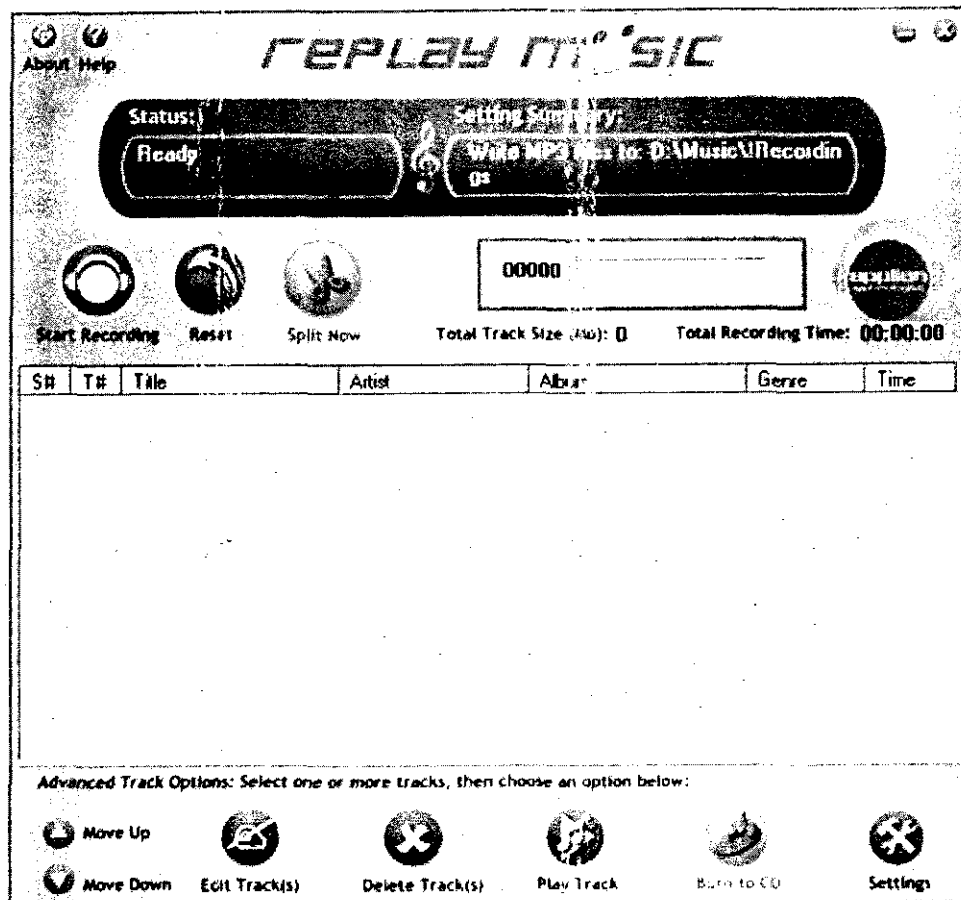 About Help
replay music
Status:
Setting Summary:
Ready
Write MP3 files to: D:\Music\!Recordin
gs
00000
Start Recording
Reset
Split Now
Total Track Size (Mb): 0
Total Recording Time: 00:00:00
S# T# Title Artist Album Genre Time
Advanced Track Options: Select one or more tracks, then choose an option below:
Move Up
Move Down
Edit Track(s)
Delete Track(s)
Play Track
Burn to CD
Settings